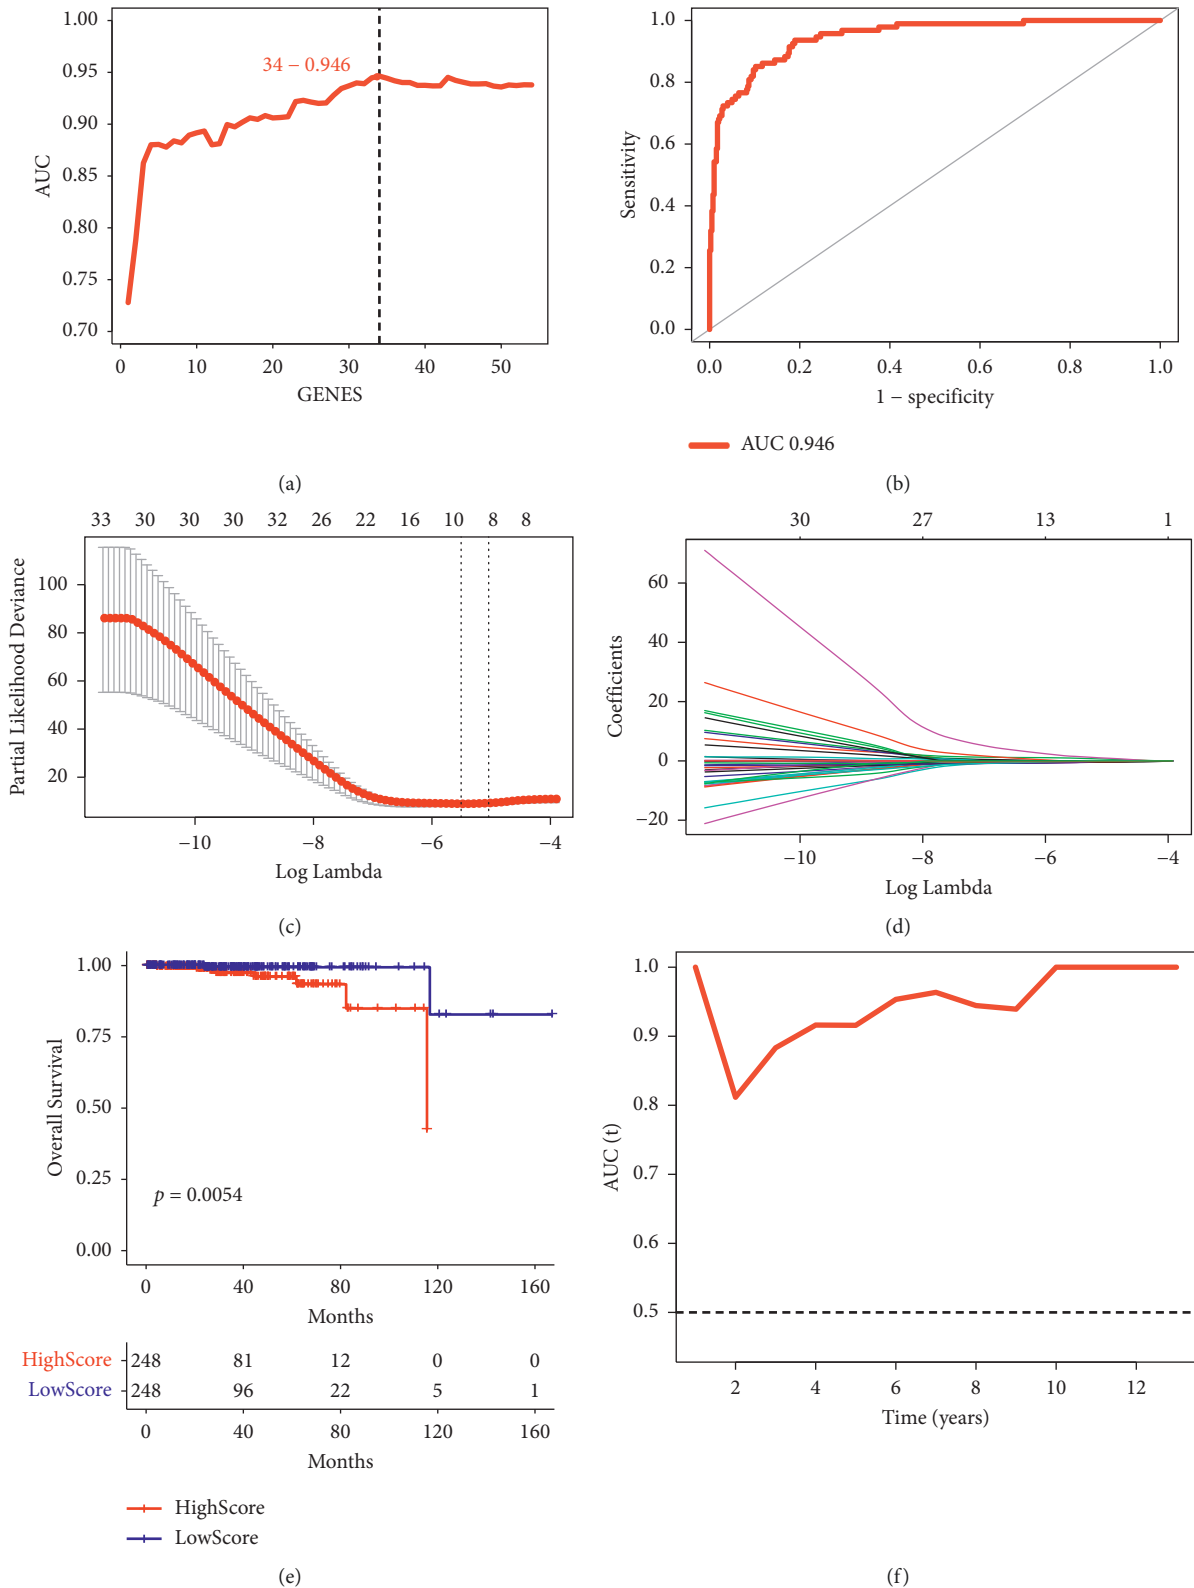 1.00
0.95
0.90
0.85
0.80
0.75
0.70
AUC
34 − 0.946
0 10 20 30 40 50
GENES
(a)
1.0
0.8
0.6
0.4
0.2
0.0
Sensitivity
0.0 0.2 0.4 0.6 0.8 1.0
1 − specificity
AUC 0.946
(b)
33 30 30 30 32 26 22 16 10 8 8
100
80
60
40
20
Partial Likelihood Deviance
−10 −8 −6 −4
Log Lambda
(c)
30 27 13 1
60
40
20
0
−20
Coefficients
−10 −8 −6 −4
Log Lambda
(d)
1.00
0.75
0.50
0.25
0.00
Overall Survival
p = 0.0054
0 40 80 120 160
Months
HighScore 248 81 12 0 0
LowScore 248 96 22 5 1
0 40 80 120 160
Months
HighScore
LowScore
(e)
1.0
0.9
0.8
0.7
0.6
0.5
AUC (t)
2 4 6 8 10 12
Time (years)
(f)